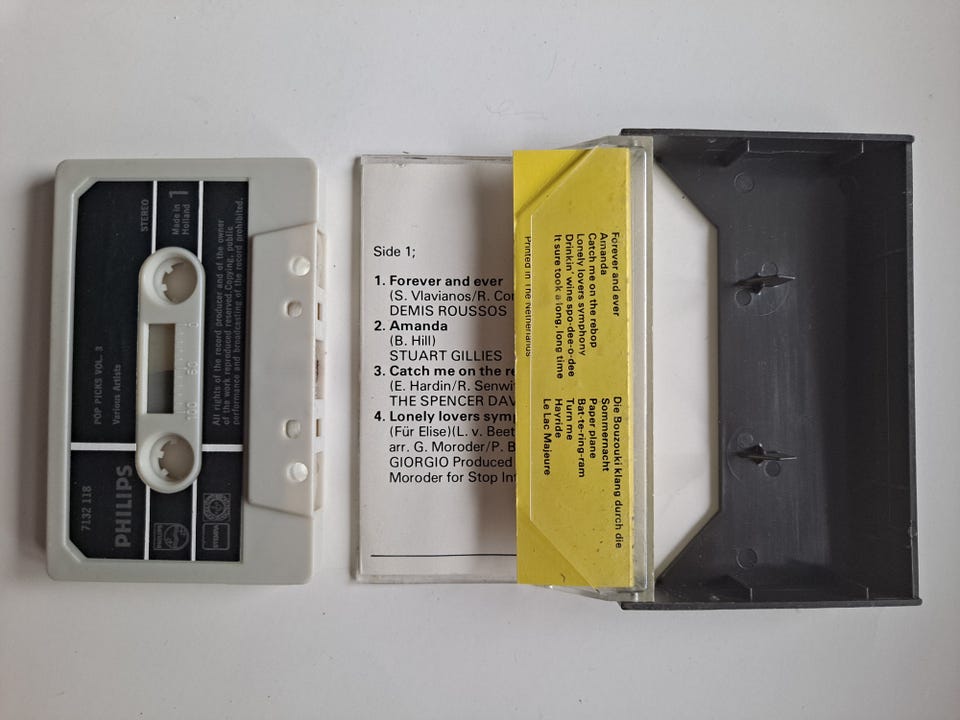 POP PICKS VOL. 3
Various Artists
STEREO
Made in
Holland
1
All rights of the record producer and of the owner
of the work reproduced reserved. Copying, public
performance and broadcasting of the record prohibited.
100 50 0
7132 118
PHILIPS
PHILIPS
STEMRA
Side 1;
1. Forever and ever
(S. Vlavianos/R. Co
DEMIS ROUSSOS
2. Amanda
(B. Hill)
STUART GILLIES
3. Catch me on the re
(E. Hardin/R. Senwi
THE SPENCER DAV
4. Lonely lovers symp
(Für Elise)(L. v. Beet
arr. G. Moroder/P. B
GIORGIO Produced
Moroder for Stop Int
Forever and ever
Amanda
Catch me on the rebop
Lonely lovers symphony
Drinkin' wine spo-dee-o-dee
It sure took a long, long time
Die Bouzouki klang durch die
Sommernacht
Paper plane
Bat-te-ring-ram
Turn me
Hayride
Le Lac Majeure
Printed in The Netherlands